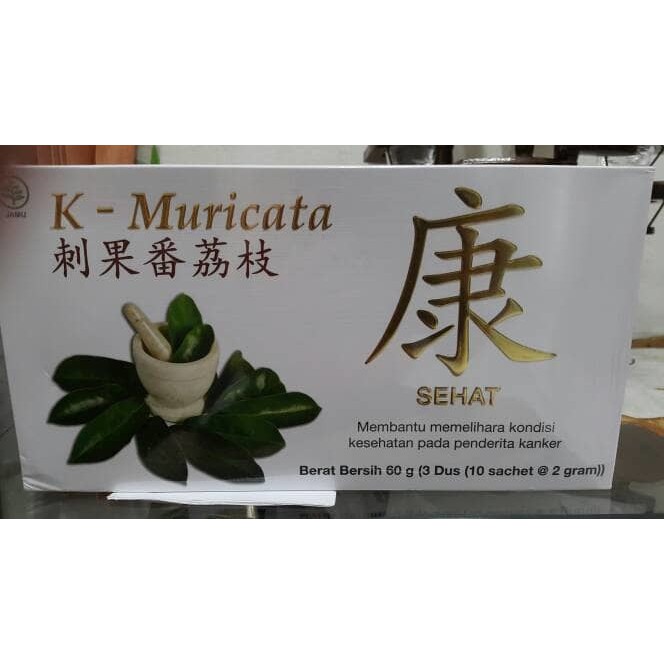 JAMU
K - Muricata
刺果番荔枝
康
SEHAT
Membantu memelihara kondisi
kesehatan pada penderita kanker
Berat Bersih 60 g (3 Dus (10 sachet @ 2 gram))